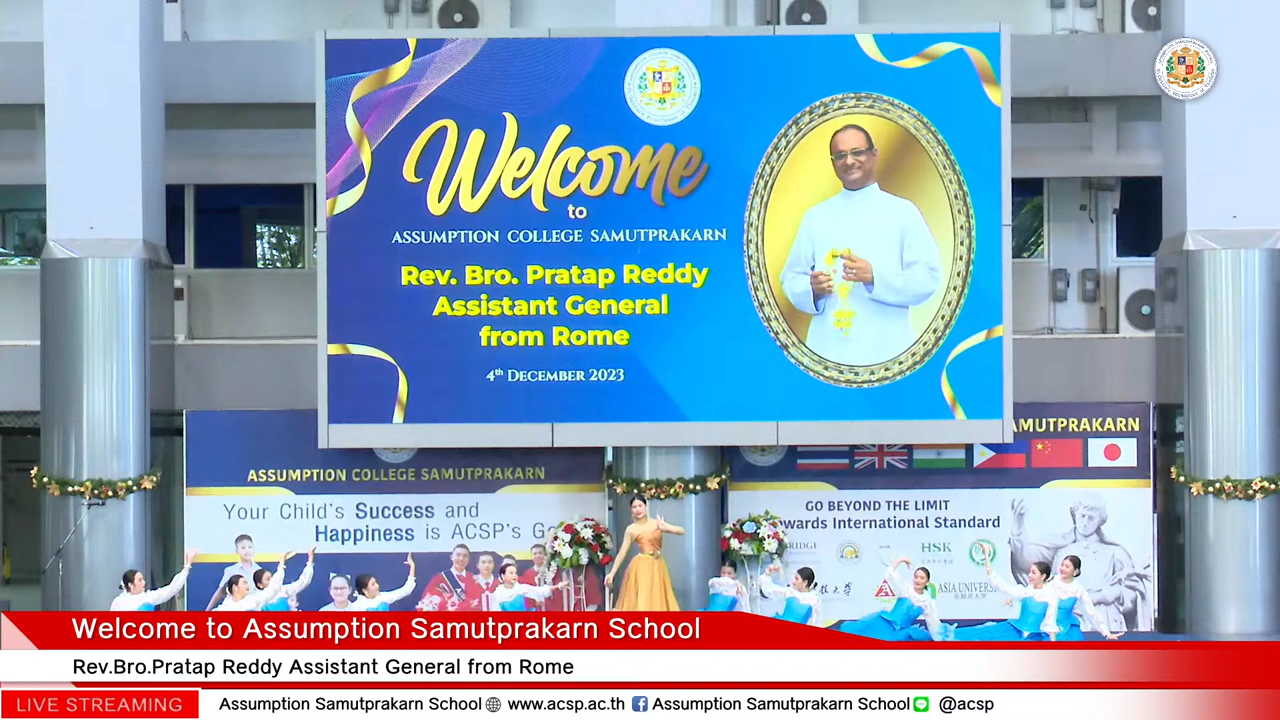 Welcome
to
ASSUMPTION COLLEGE SAMUTPRAKARN
Rev. Bro. Pratap Reddy
Assistant General
from Rome
4th DECEMBER 2023
ASSUMPTION COLLEGE SAMUTPRAKARN
Your Child's Success and
Happiness is ACSP's
AMUTPRAKARN
GO BEYOND THE LIMIT
owards International Standard
HSK
ASIA UNIVERSI
Welcome to Assumption Samutprakarn School
Rev.Bro.Pratap Reddy Assistant General from Rome
LIVE STREAMING
Assumption Samutprakarn School www.acsp.ac.th Assumption Samutprakarn School @acsp